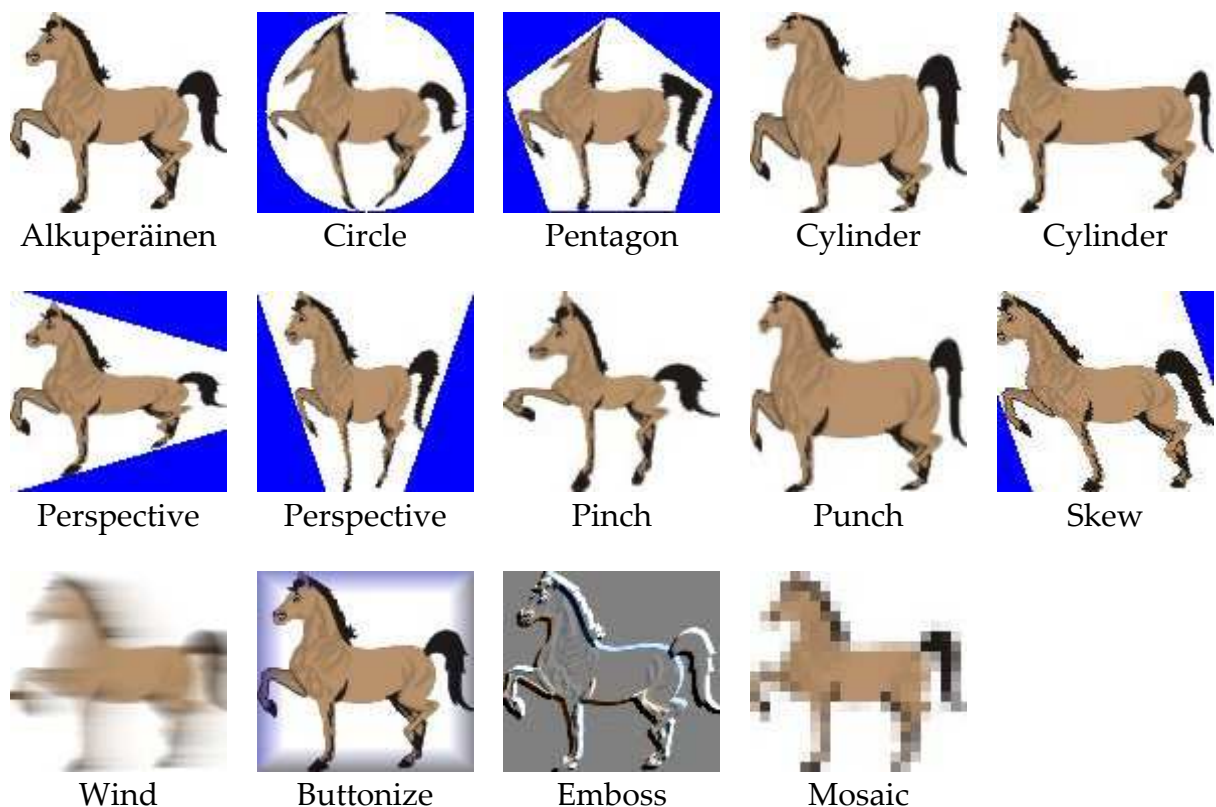 Alkuperäinen Circle Pentagon Cylinder Cylinder
Perspective Perspective Pinch Punch Skew
Wind Buttonize Emboss Mosaic